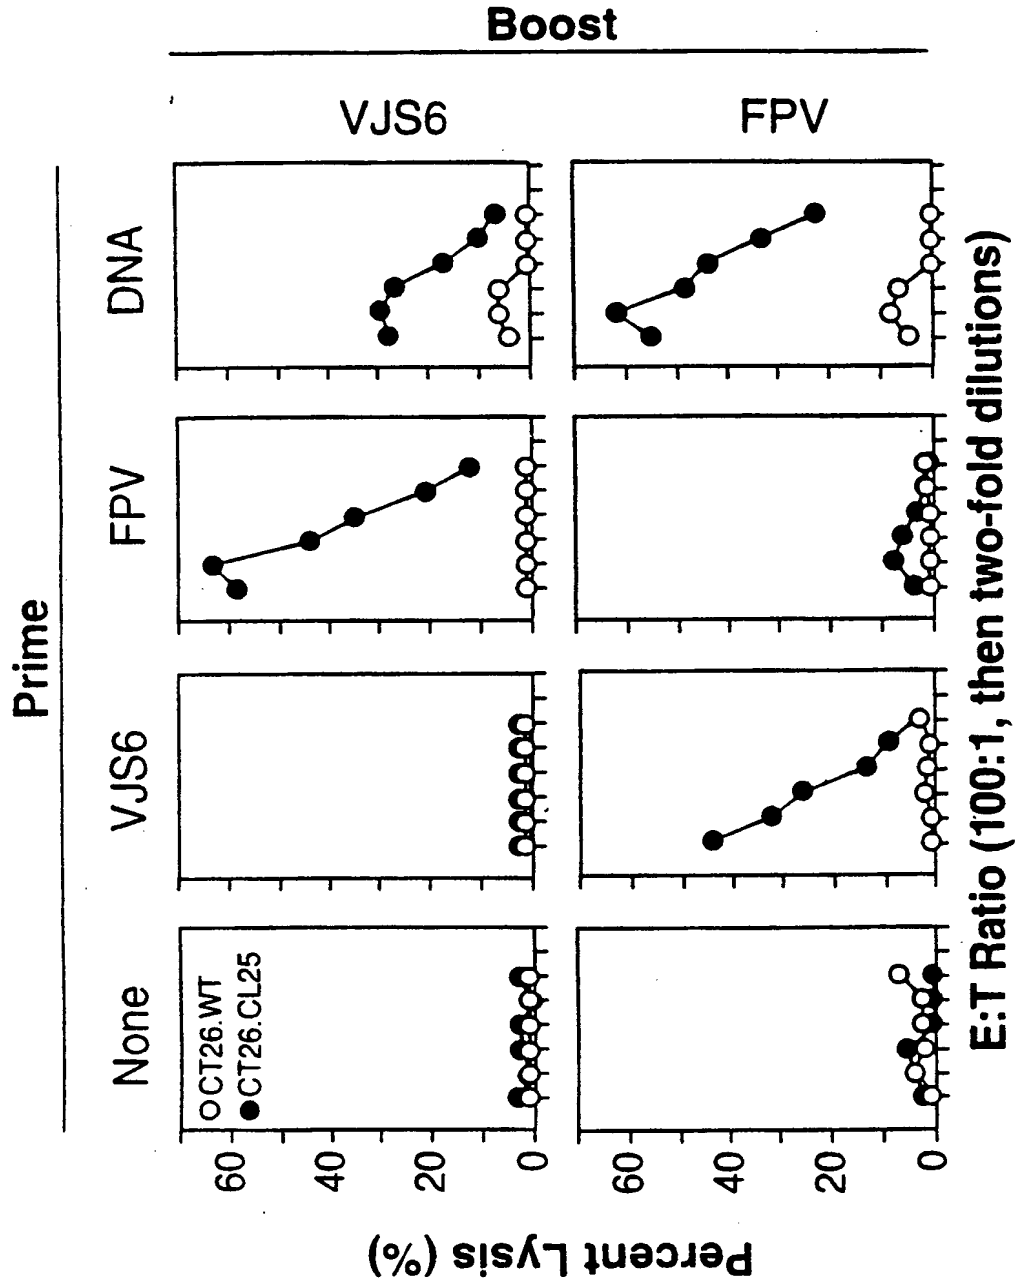 Prime
None
VJS6
FPV
DNA
Boost
VJS6
FPV
Percent Lysis (%)
60
40
20
0
60
40
20
0
○CT26.WT
●CT26.CL25
E:T Ratio (100:1, then two-fold dilutions)